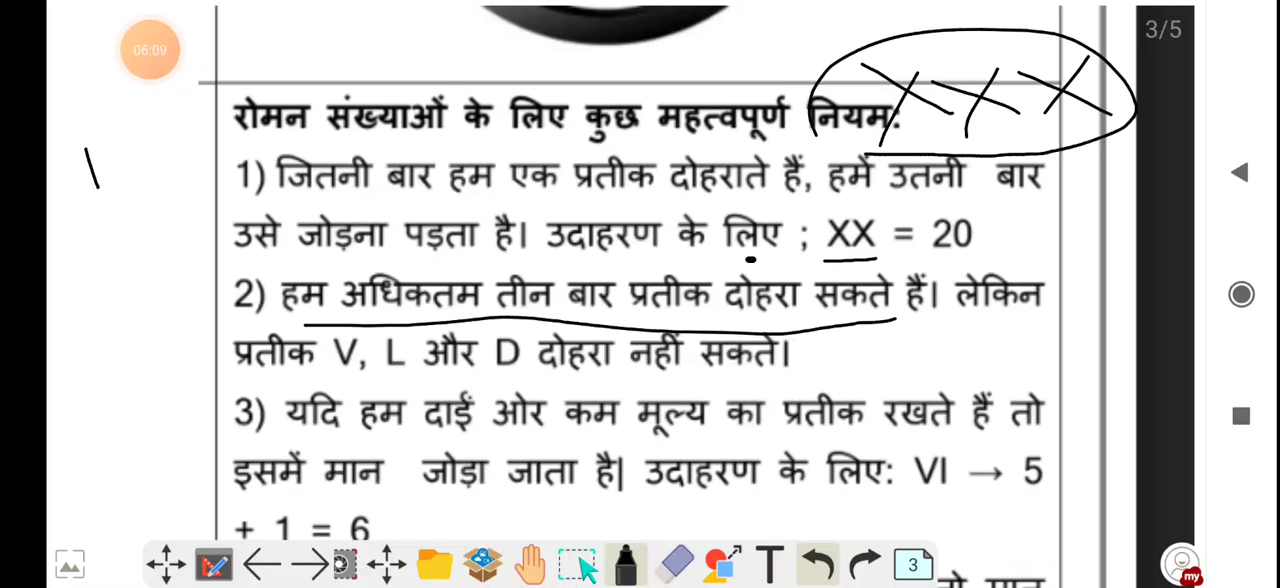 06:09
3/5
XXX
रोमन संख्याओं के लिए कुछ महत्वपूर्ण नियम:
1) जितनी बार हम एक प्रतीक दोहराते हैं, हमें उतनी बार
उसे जोड़ना पड़ता है। उदाहरण के लिए ; XX = 20
2) हम अधिकतम तीन बार प्रतीक दोहरा सकते हैं। लेकिन
प्रतीक V, L और D दोहरा नहीं सकते।
3) यदि हम दाईं ओर कम मूल्य का प्रतीक रखते हैं तो
इसमें मान जोड़ा जाता है| उदाहरण के लिए: VI → 5
+ 1 = 6
T
3
my